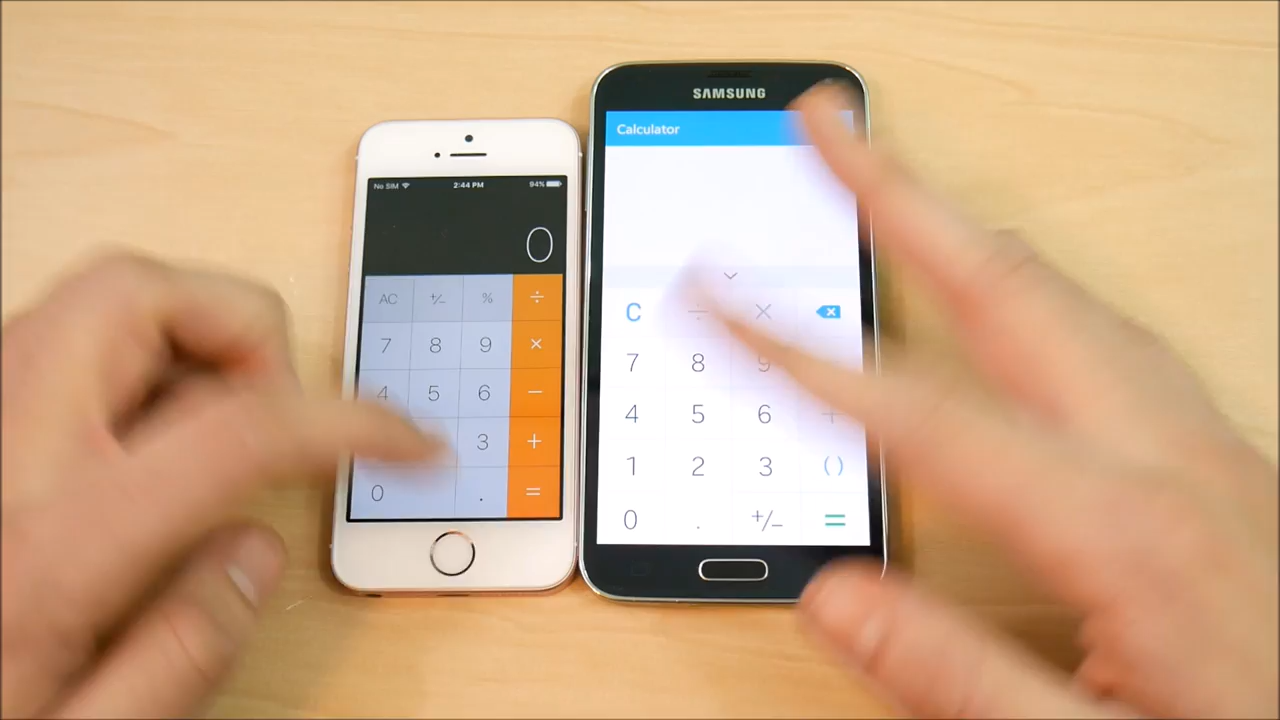 No SIM 2:44 PM 94%
0
AC +/- % ÷
7 8 9 ×
4 5 6 −
3 +
0 . =
SAMSUNG
Calculator
C ÷ ×
7 8 9
4 5 6 +
1 2 3 ( )
0 . +/− =